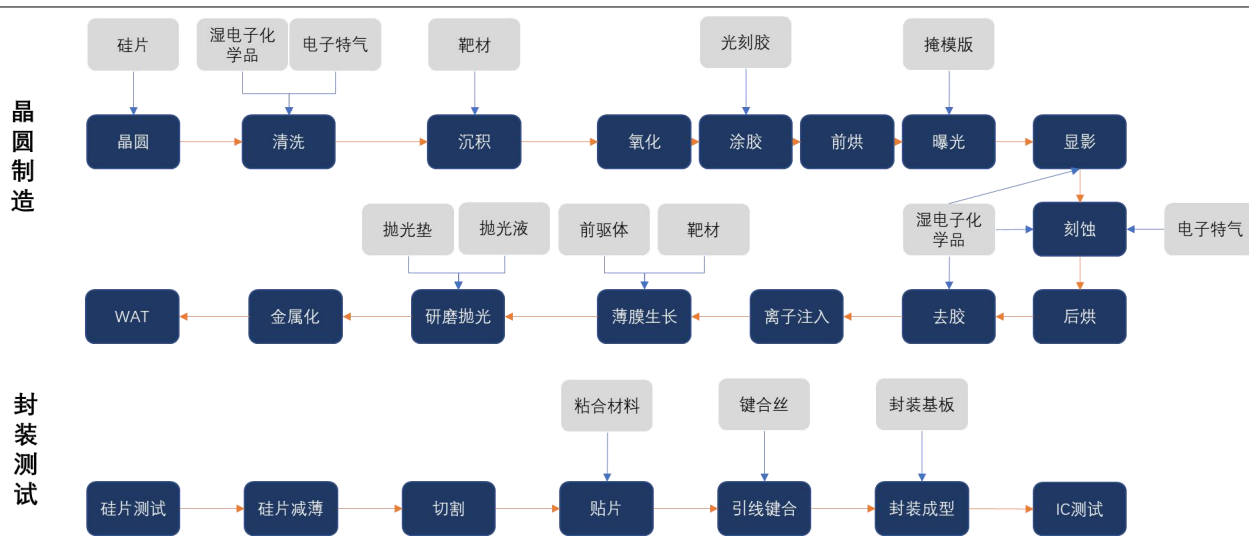 晶圆制造
硅片
湿电子化
学品
电子特气
靶材
光刻胶
掩模版
晶圆
清洗
沉积
氧化
涂胶
前烘
曝光
显影
抛光垫
抛光液
前驱体
靶材
湿电子化
学品
刻蚀
电子特气
WAT
金属化
研磨抛光
薄膜生长
离子注入
去胶
后烘
封装测试
粘合材料
键合丝
封装基板
硅片测试
硅片减薄
切割
贴片
引线键合
封装成型
IC测试